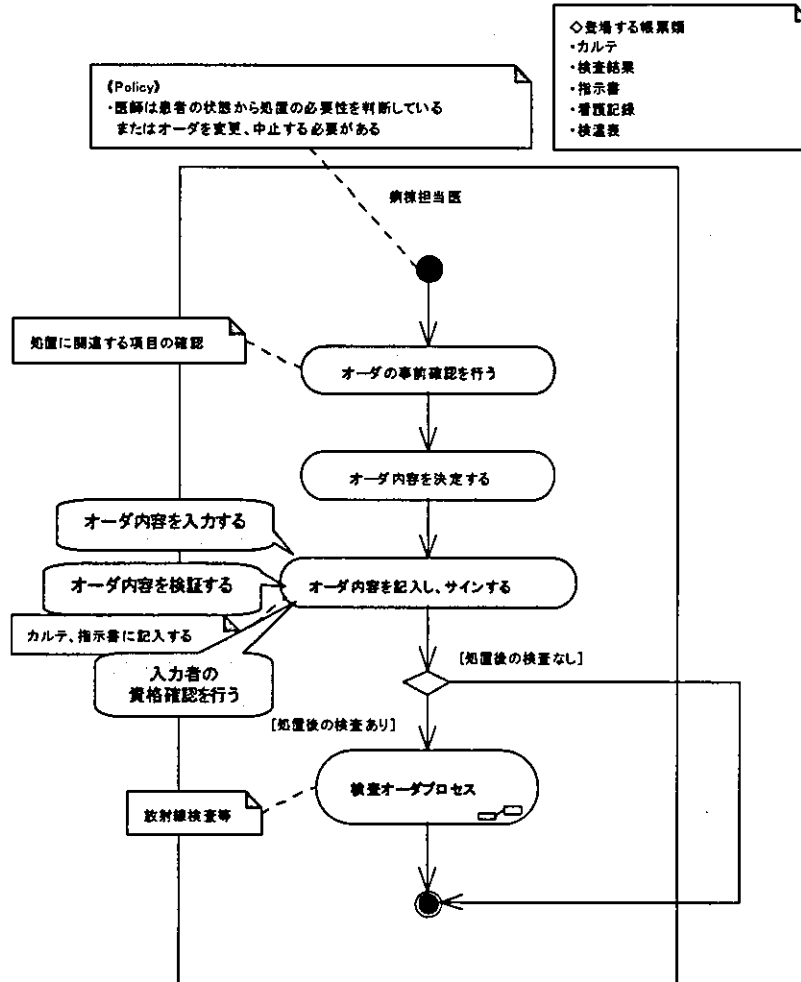 ◇登場する帳票類
・カルテ
・検査結果
・指示書
・看護記録
・検温表
《Policy》
・医師は患者の状態から処置の必要性を判断している
またはオーダを変更、中止する必要がある
病棟担当医
処置に関連する項目の確認
オーダの事前確認を行う
オーダ内容を決定する
オーダ内容を入力する
オーダ内容を検証する
オーダ内容を記入し、サインする
カルテ、指示書に記入する
入力者の
資格確認を行う
[処置後の検査なし]
[処置後の検査あり]
検査オーダプロセス
放射線検査等